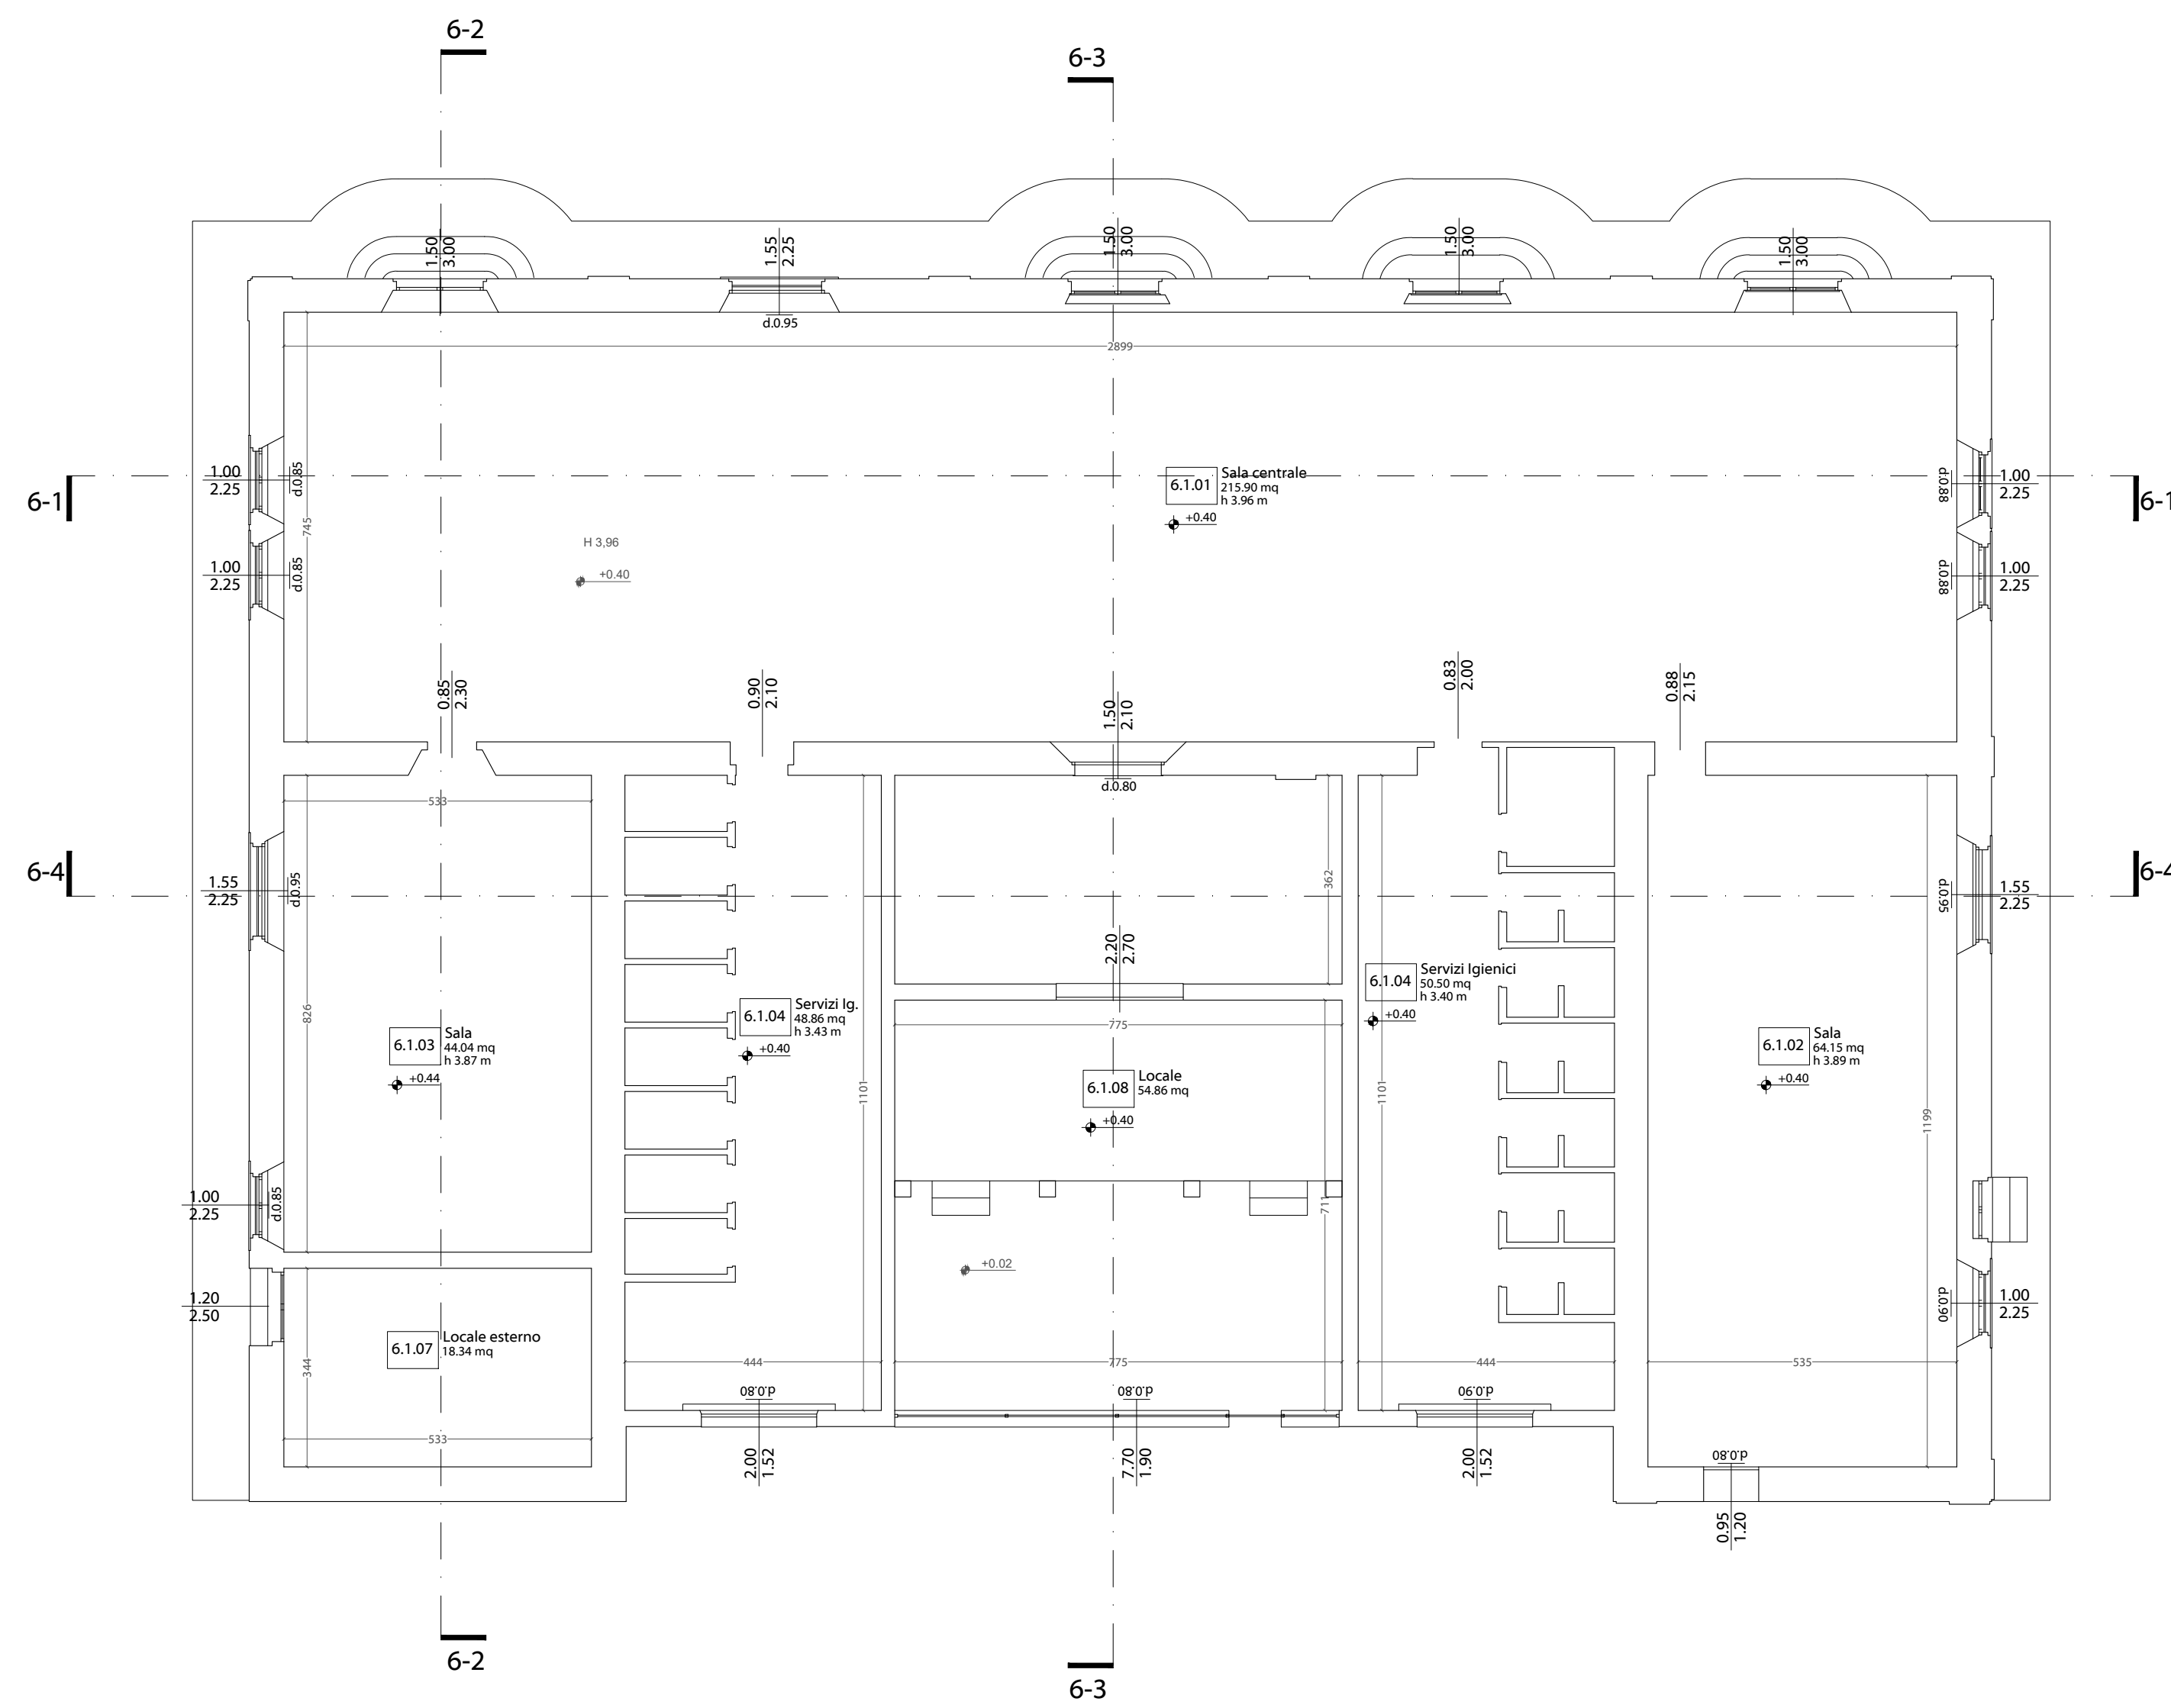 6-2
6-3
1.50
3.00
1.55
2.25
1.50
3.00
1.50
3.00
1.50
3.00
d.0.95
2899
6-1
1.00
2.25
d.0.85
745
6.1.01
Sala centrale
215.90 mq
h 3.96 m
+0.40
d.0.88
1.00
2.25
6-1
H 3,96
+0.40
1.00
2.25
d.0.85
d.0.88
1.00
2.25
0.85
2.30
0.90
2.10
1.50
2.10
0.83
2.00
0.88
2.15
d.0.80
533
362
6-4
1.55
2.25
d.0.95
d.0.95
1.55
2.25
6-4
2.20
2.70
826
6.1.03
Sala
44.04 mq
h 3.87 m
+0.44
6.1.04
Servizi Ig.
48.86 mq
h 3.43 m
+0.40
1101
775
6.1.08
Locale
54.86 mq
+0.40
6.1.04
Servizi Igienici
50.50 mq
h 3.40 m
+0.40
1101
6.1.02
Sala
64.15 mq
h 3.89 m
+0.40
1199
1.00
2.25
d.0.85
711
+0.02
1.20
2.50
d.0.90
1.00
2.25
6.1.07
Locale esterno
18.34 mq
344
533
444
775
444
535
d.0.80
d.0.80
d.0.90
d.0.80
2.00
1.52
7.70
1.90
2.00
1.52
0.95
1.20
6-2
6-3